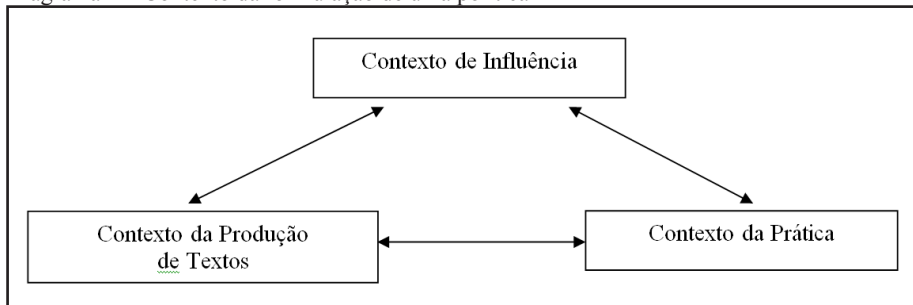 Contexto de Influência
Contexto da Produção
de Textos
Contexto da Prática